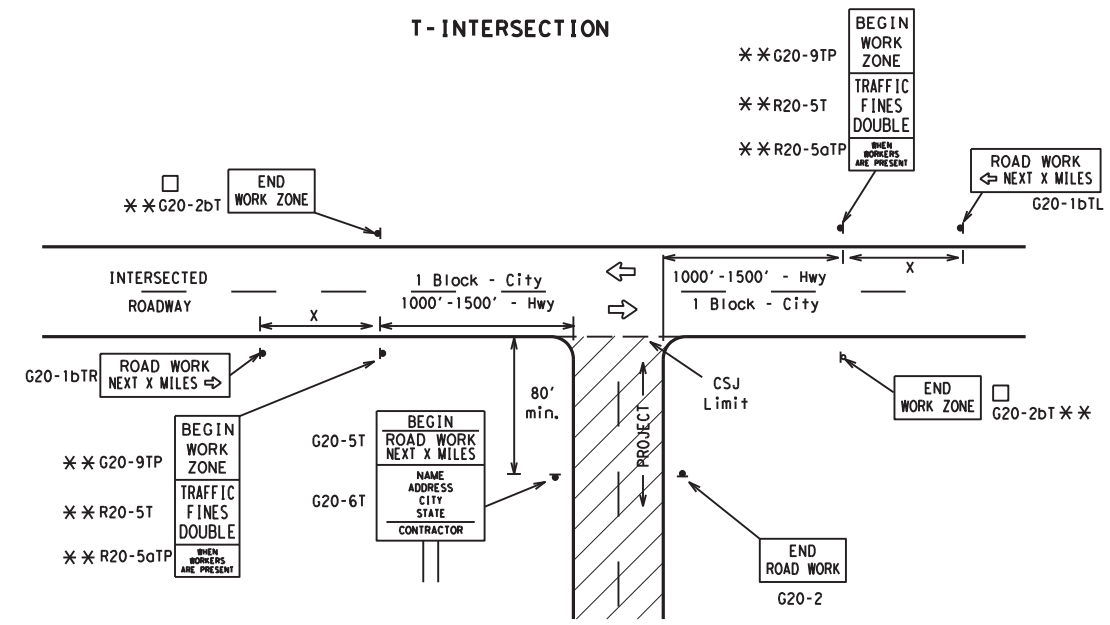 T-INTERSECTION
BEGIN
WORK
ZONE
**G20-9TP
TRAFFIC
FINES
DOUBLE
**R20-5T
WHEN
WORKERS
ARE PRESENT
**R20-5aTP
ROAD WORK
⇦ NEXT X MILES
G20-1bTL
END
WORK ZONE
□
**G20-2bT
X
INTERSECTED
ROADWAY
1 Block - City
1000'-1500' - Hwy
⇦
⇨
1000'-1500' - Hwy
1 Block - City
X
G20-1bTR
ROAD WORK
NEXT X MILES ⇨
80'
min.
CSJ
Limit
PROJECT
END
WORK ZONE
□
G20-2bT **
BEGIN
WORK
ZONE
**G20-9TP
TRAFFIC
FINES
DOUBLE
**R20-5T
WHEN
WORKERS
ARE PRESENT
**R20-5aTP
BEGIN
ROAD WORK
NEXT X MILES
G20-5T
NAME
ADDRESS
CITY
STATE
CONTRACTOR
G20-6T
END
ROAD WORK
G20-2